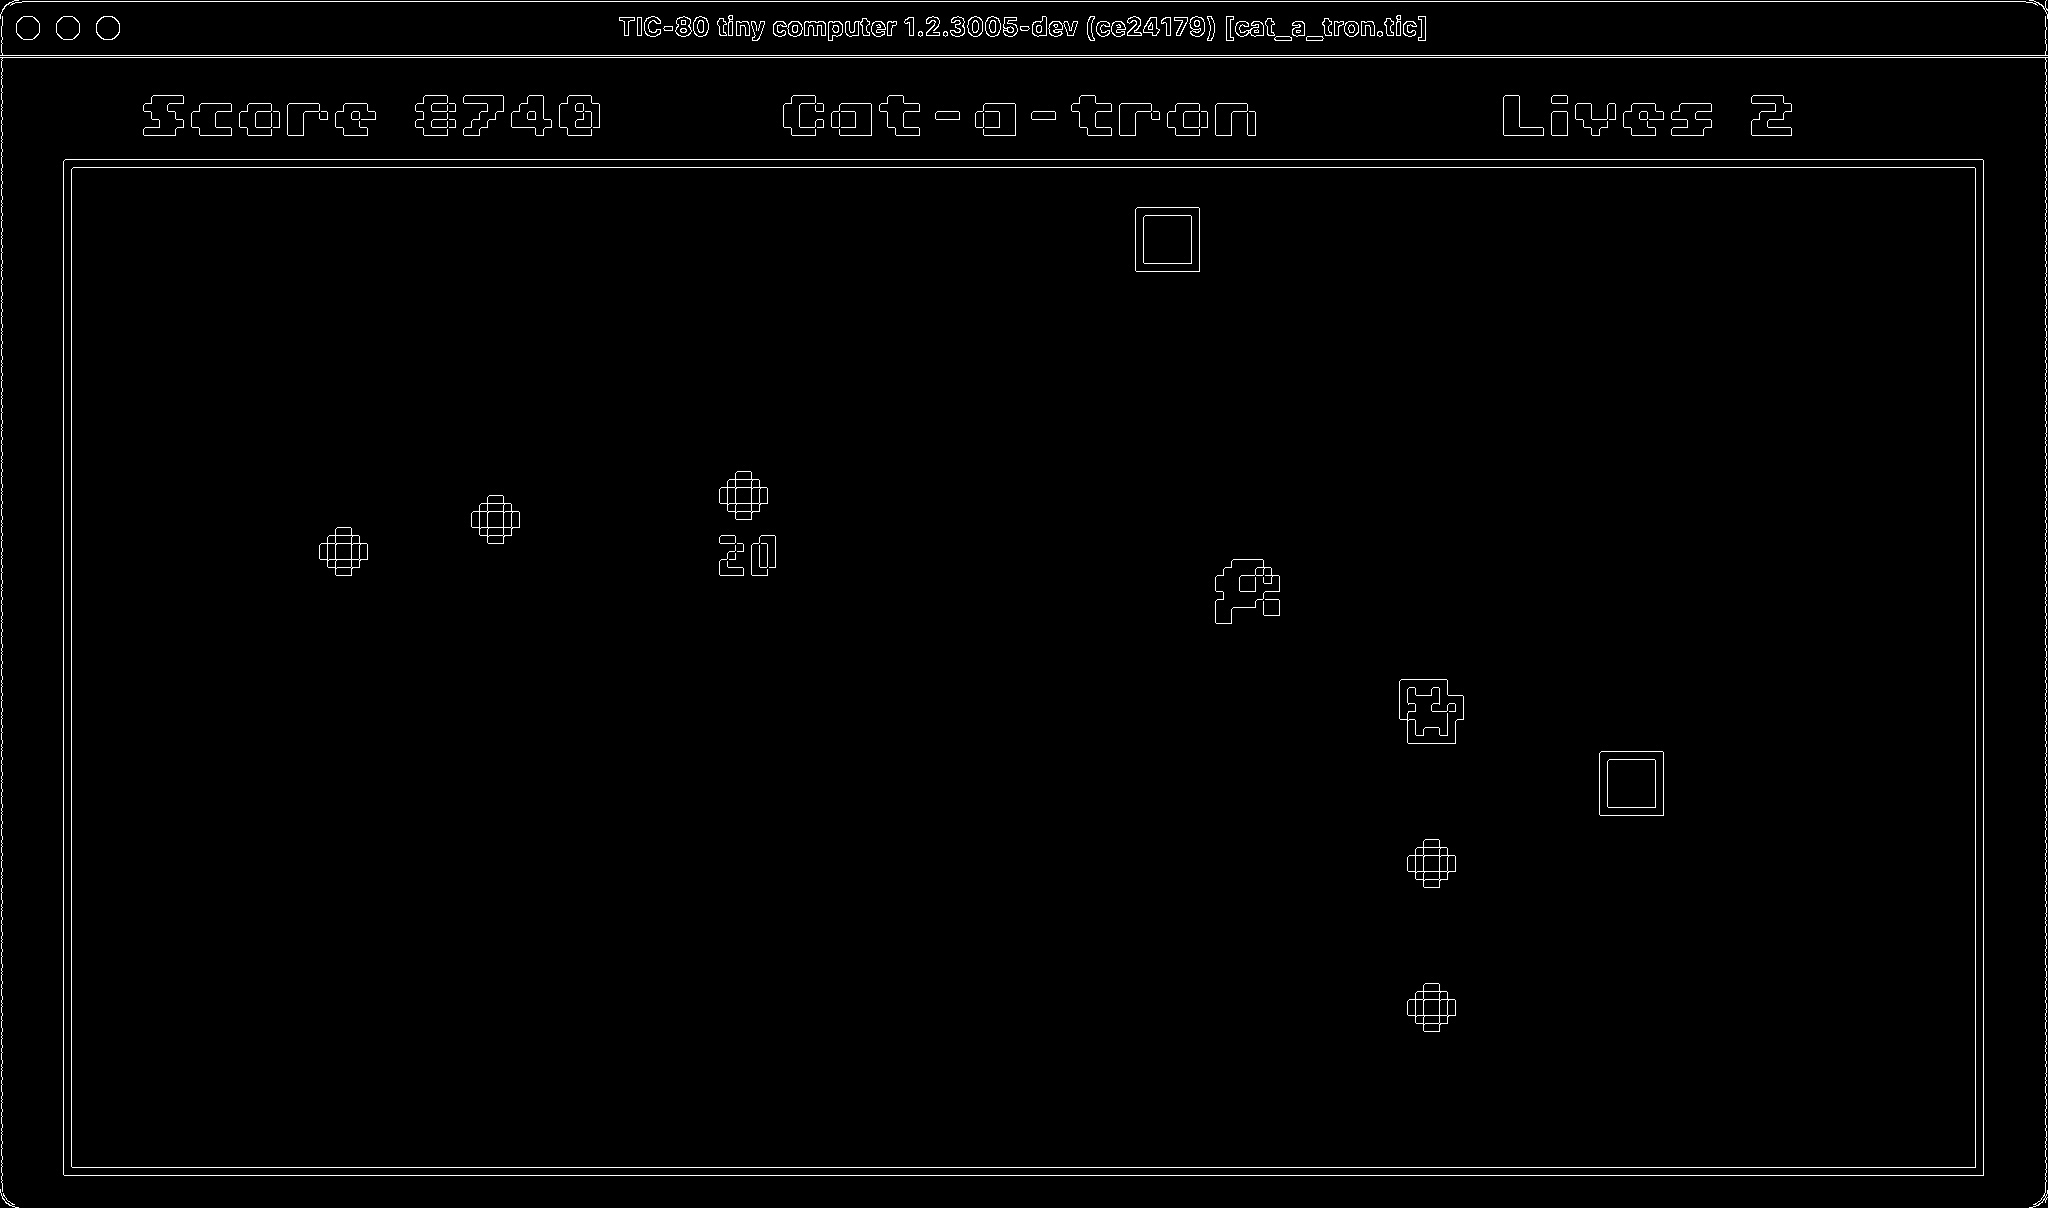 TIC-80 tiny computer 1.2.3005-dev (ce24179) [cat_a_tron.tic]
Score 8740 Cat-a-tron Lives 2
20